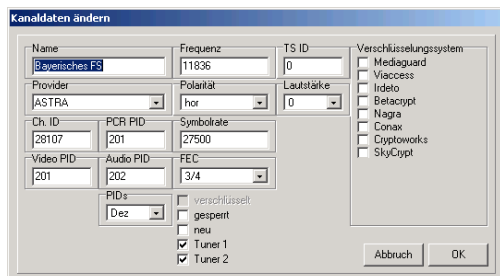 Kanaldaten ändern
Name
Bayerisches FS
Frequenz
11836
TS ID
0
Verschlüsselungssystem
Mediaguard
Viaccess
Irdeto
Betacrypt
Nagra
Conax
Cryptoworks
SkyCrypt
Provider
ASTRA
Polarität
hor
Lautstärke
0
Ch. ID
28107
PCR PID
201
Symbolrate
27500
Video PID
201
Audio PID
202
FEC
3/4
PIDs
Dez
verschlüsselt
gesperrt
neu
Tuner 1
Tuner 2
Abbruch
OK